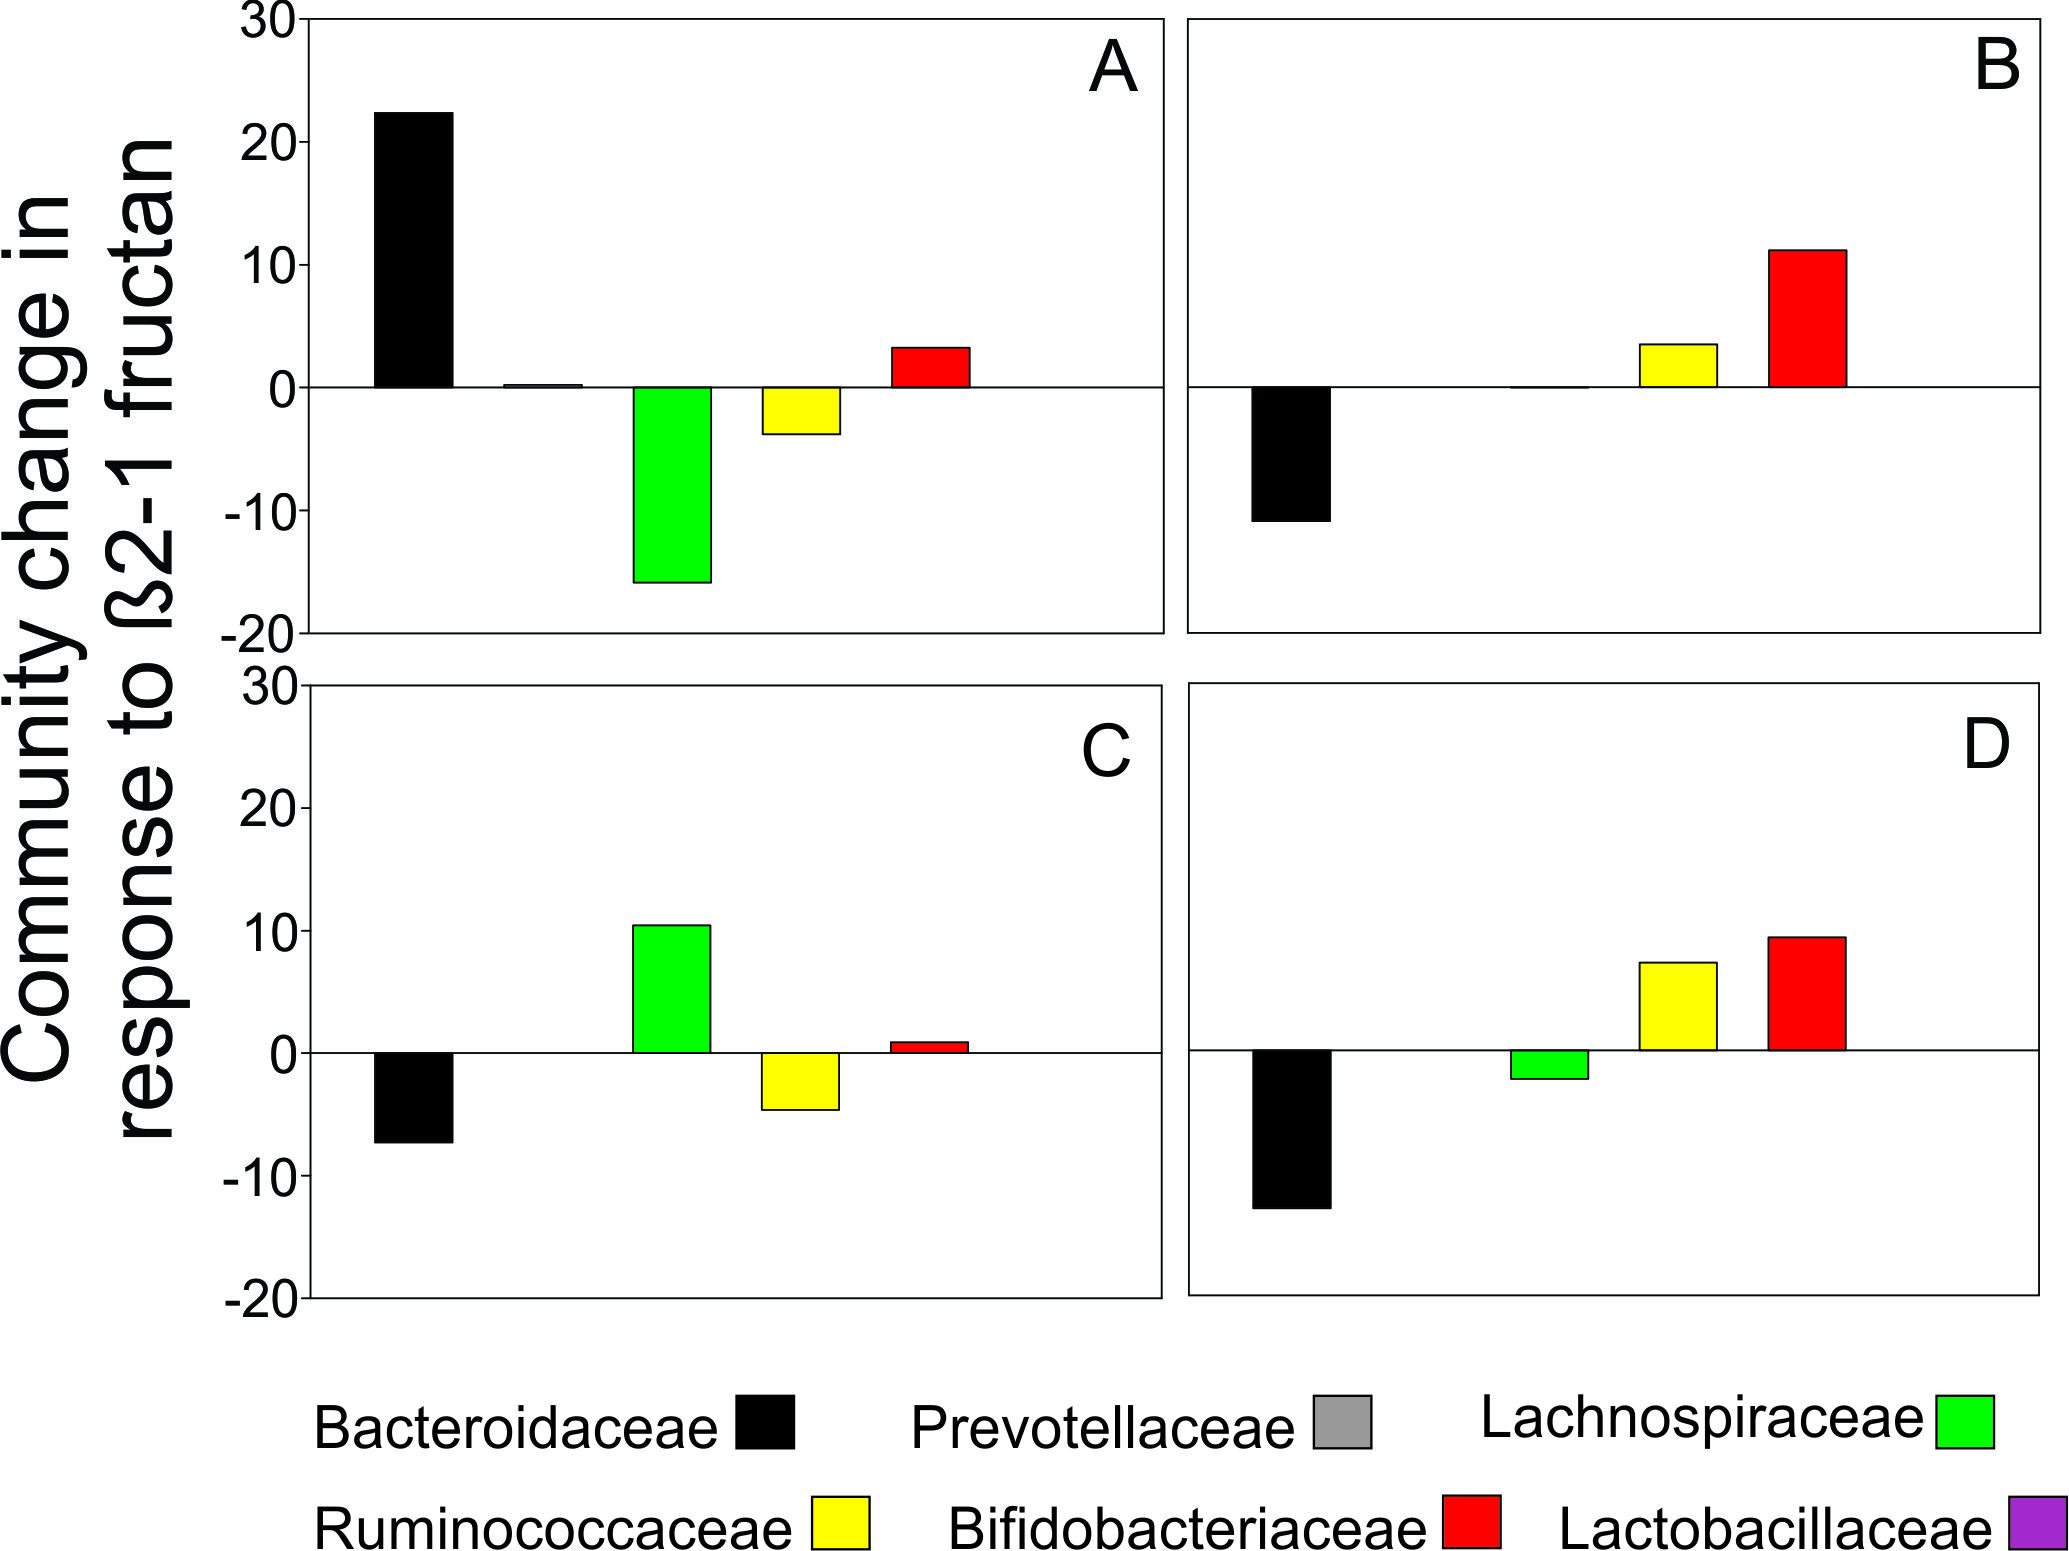 Community change in
response to ß2-1 fructan
30
20
10
0
-10
-20
A
B
30
20
10
0
-10
-20
C
D
Bacteroidaceae
Prevotellaceae
Lachnospiraceae
Ruminococcaceae
Bifidobacteriaceae
Lactobacillaceae